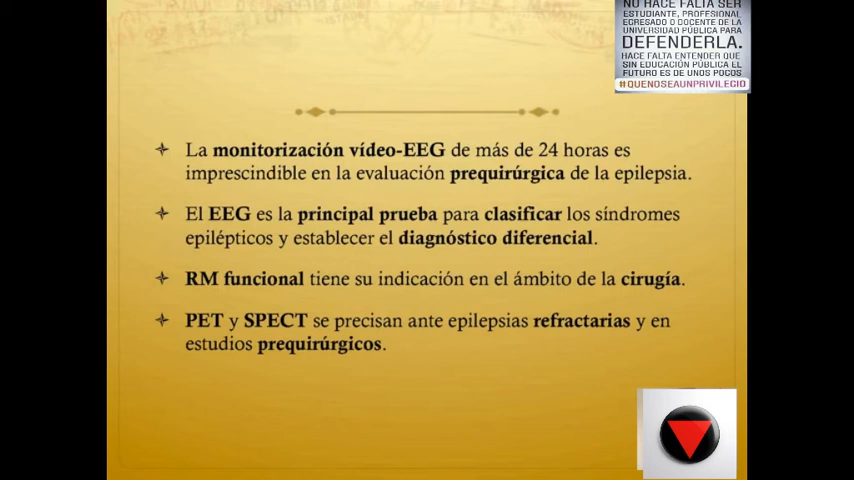 NO HACE FALTA SER
ESTUDIANTE, PROFESIONAL
EGRESADO O DOCENTE DE LA
UNIVERSIDAD PÚBLICA PARA
DEFENDERLA.
HACE FALTA ENTENDER QUE
SIN EDUCACIÓN PÚBLICA EL
FUTURO ES DE UNOS POCOS
#QUENOSEAUNPRIVILEGIO
La monitorización vídeo-EEG de más de 24 horas es
imprescindible en la evaluación prequirúrgica de la epilepsia.
El EEG es la principal prueba para clasificar los síndromes
epilépticos y establecer el diagnóstico diferencial.
RM funcional tiene su indicación en el ámbito de la cirugía.
PET y SPECT se precisan ante epilepsias refractarias y en
estudios prequirúrgicos.